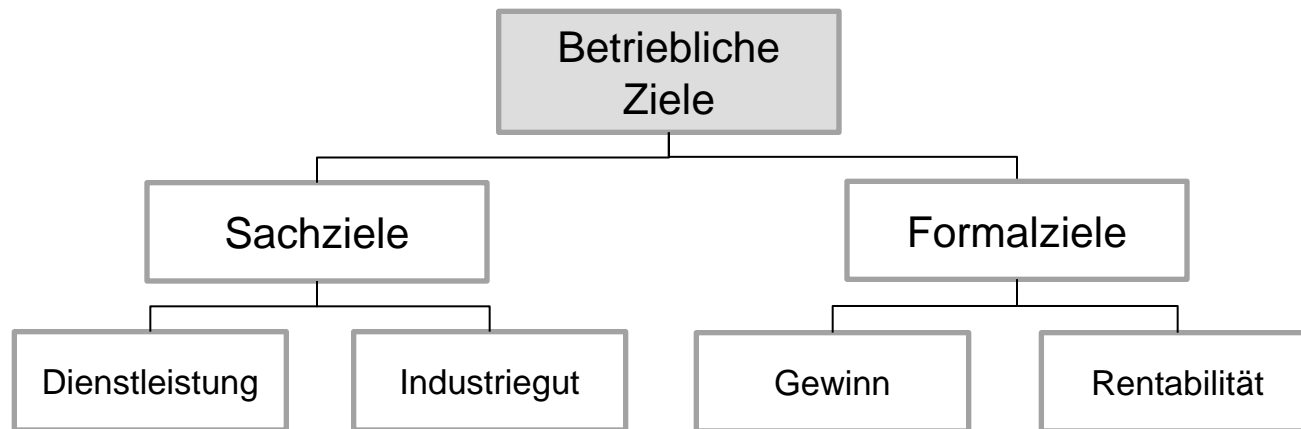 Betriebliche
Ziele
Sachziele
Formalziele
Dienstleistung
Industriegut
Gewinn
Rentabilität